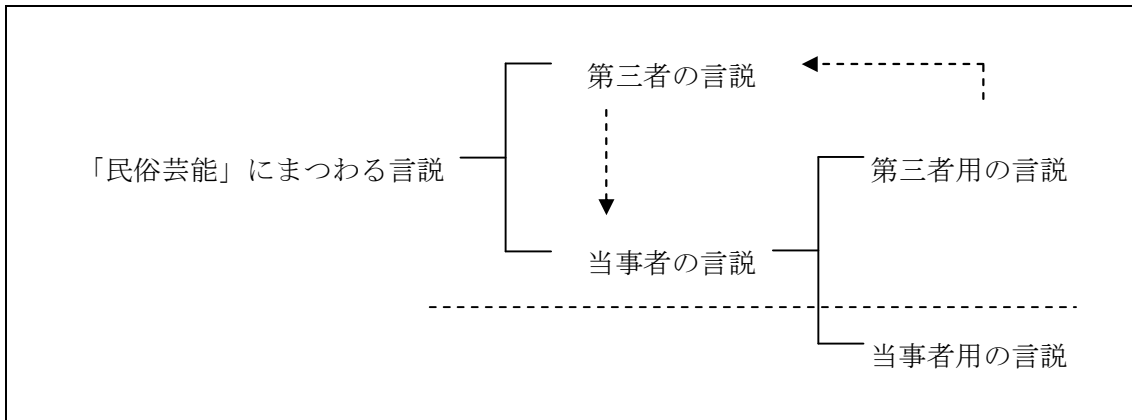 第三者の言説
「民俗芸能」にまつわる言説
第三者用の言説
当事者の言説
当事者用の言説